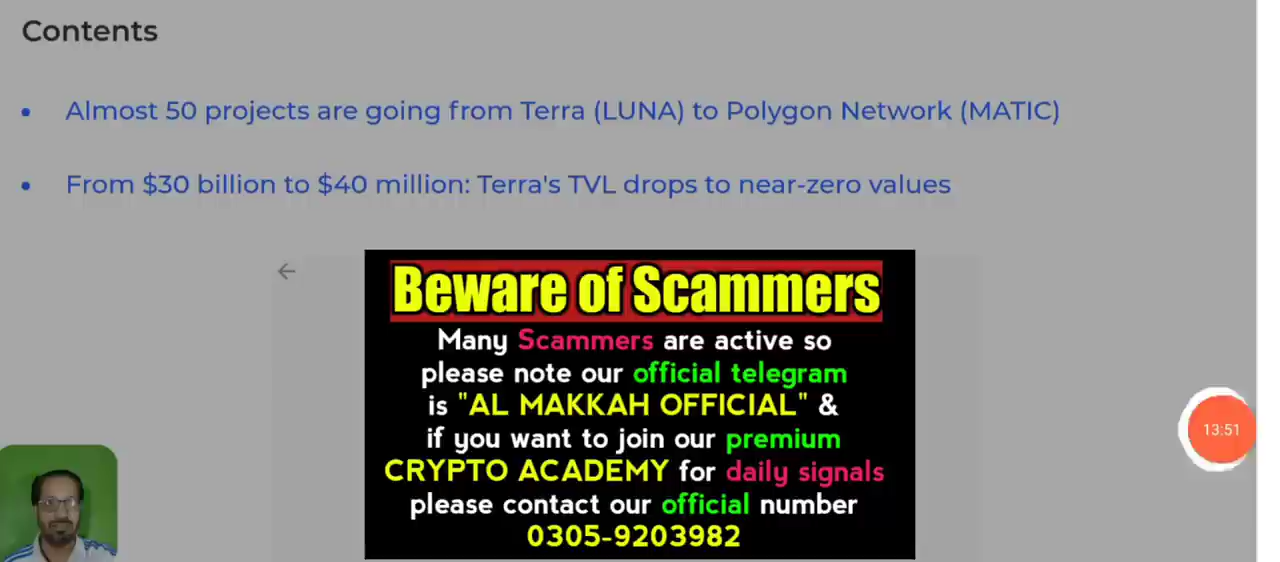 Contents
Almost 50 projects are going from Terra (LUNA) to Polygon Network (MATIC)
From $30 billion to $40 million: Terra's TVL drops to near-zero values
Beware of Scammers
Many Scammers are active so
please note our official telegram
is "AL MAKKAH OFFICIAL" &
if you want to join our premium
CRYPTO ACADEMY for daily signals
please contact our official number
0305-9203982
13:51